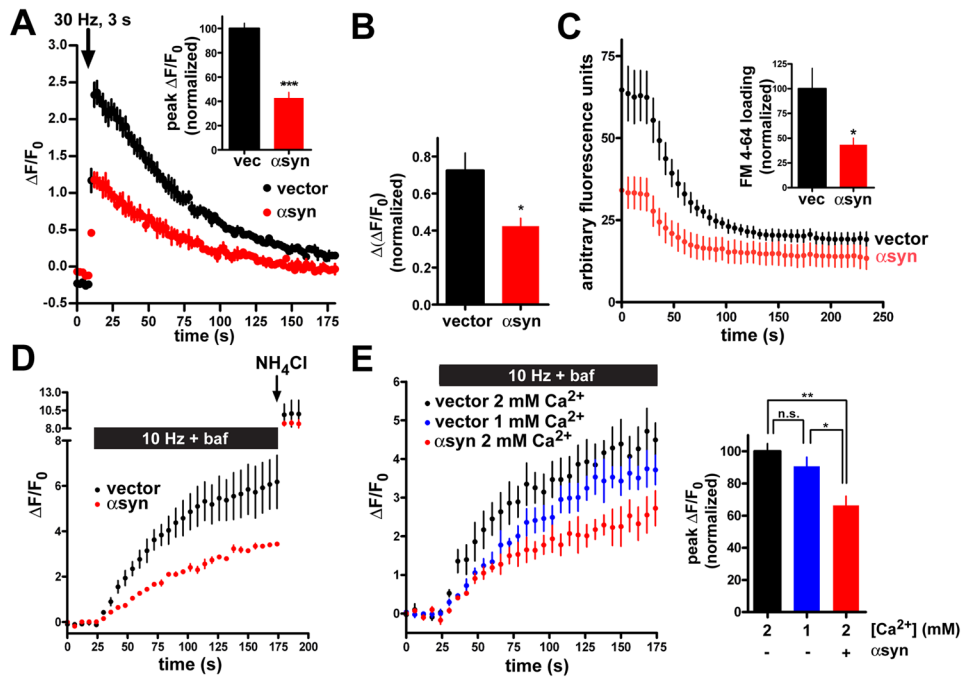 A
30 Hz, 3 s
3.0
2.5
2.0
1.5
1.0
0.5
0.0
-0.5
ΔF/F0
0 25 50 75 100 125 150 175
time (s)
vector
αsyn
peak ΔF/F0
(normalized)
100
80
60
40
20
0
***
vec αsyn
B
Δ(ΔF/F0)
(normalized)
0.8
0.6
0.4
0.2
0.0
*
vector αsyn
C
arbitrary fluorescence units
75
50
25
0
0 50 100 150 200 250
time (s)
vector
αsyn
FM 4-64 loading
(normalized)
125
100
75
50
25
0
*
vec αsyn
D
NH4Cl
13.0
10.5
8.0
10 Hz + baf
6
4
2
0
ΔF/F0
vector
αsyn
0 25 50 75 100 125 150 175 200
time (s)
E
10 Hz + baf
vector 2 mM Ca2+
vector 1 mM Ca2+
αsyn 2 mM Ca2+
6
5
4
3
2
1
0
ΔF/F0
0 25 50 75 100 125 150 175
time (s)
**
n.s.
*
peak ΔF/F0
(normalized)
120
100
80
60
40
20
0
2 1 2 [Ca2+] (mM)
- - + αsyn